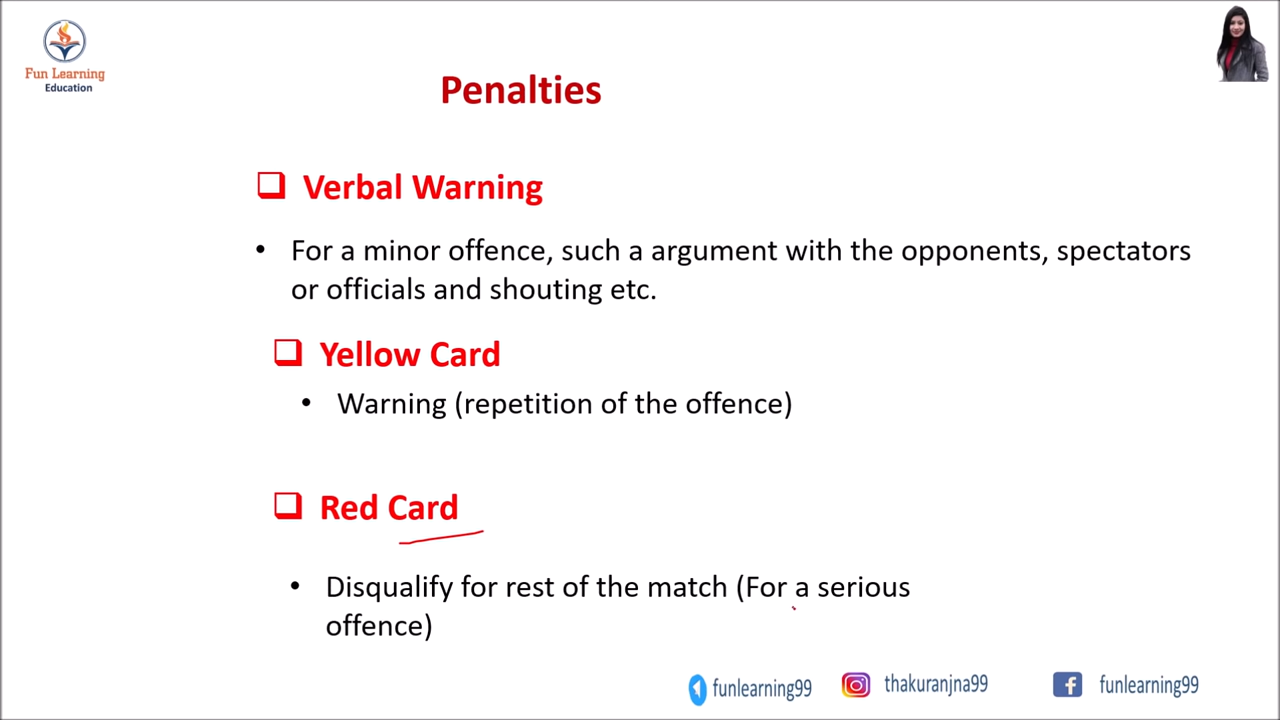 Fun Learning
Education
Penalties
Verbal Warning
• For a minor offence, such a argument with the opponents, spectators
or officials and shouting etc.
Yellow Card
• Warning (repetition of the offence)
Red Card
• Disqualify for rest of the match (For a serious
offence)
funlearning99 thakuranjna99 funlearning99